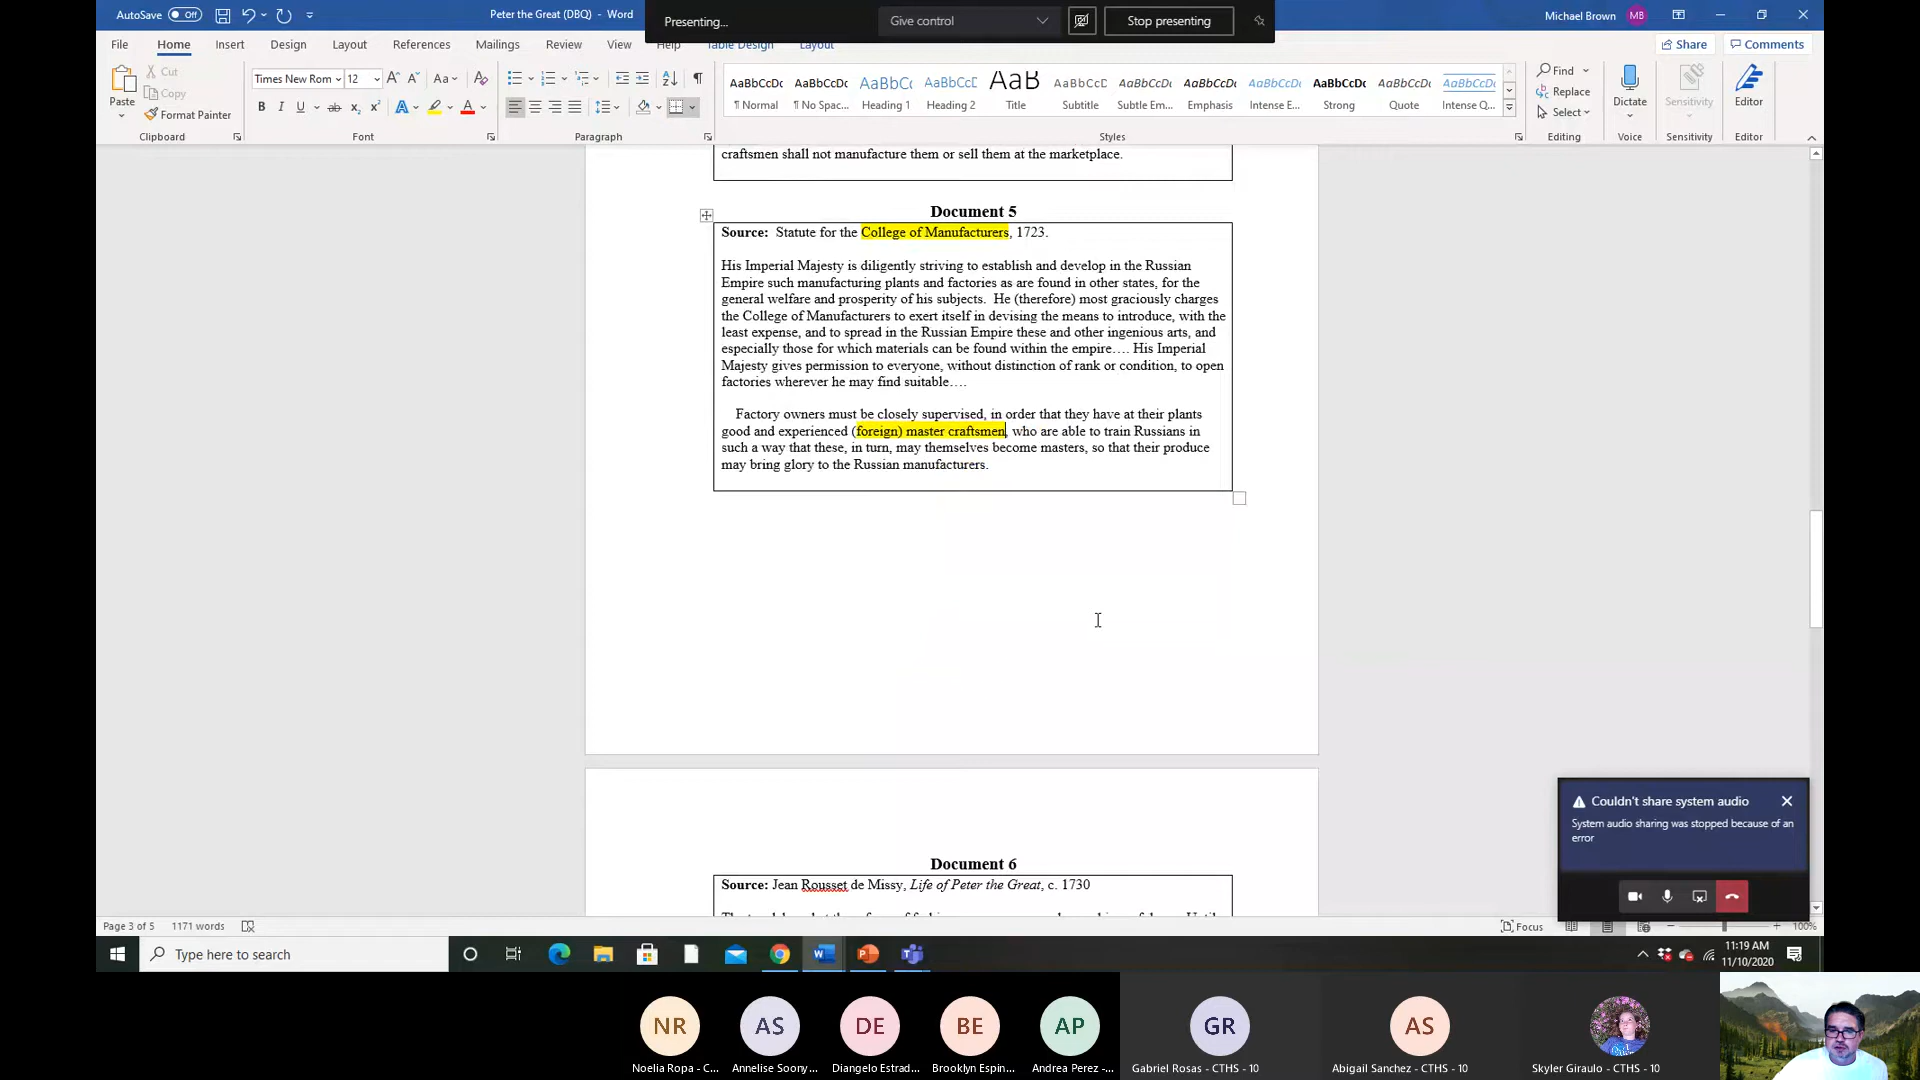 AutoSave Off
Peter the Great (DBQ) - Word
Presenting...
Give control
Stop presenting
Michael Brown MB
File Home Insert Design Layout References Mailings Review View Help Table Design Layout
Share Comments
Paste
Cut
Copy
Format Painter
Clipboard
Times New Rom 12
Font
Paragraph
AaBbCcDc ¶ Normal
AaBbCcDc ¶ No Spac...
AaBbCc Heading 1
AaBbCcD Heading 2
AaB Title
AaBbCcD Subtitle
AaBbCcDc Subtle Em...
AaBbCcDc Emphasis
AaBbCcDc Intense E...
AaBbCcDc Strong
AaBbCcDc Quote
AaBbCcDc Intense Q...
Styles
Find
Replace
Select
Editing
Dictate
Voice
Sensitivity
Sensitivity
Editor
Editor
craftsmen shall not manufacture them or sell them at the marketplace.
Document 5
Source: Statute for the College of Manufacturers, 1723.
His Imperial Majesty is diligently striving to establish and develop in the Russian
Empire such manufacturing plants and factories as are found in other states, for the
general welfare and prosperity of his subjects. He (therefore) most graciously charges
the College of Manufacturers to exert itself in devising the means to introduce, with the
least expense, and to spread in the Russian Empire these and other ingenious arts, and
especially those for which materials can be found within the empire…. His Imperial
Majesty gives permission to everyone, without distinction of rank or condition, to open
factories wherever he may find suitable….
Factory owners must be closely supervised, in order that they have at their plants
good and experienced (foreign) master craftsmen, who are able to train Russians in
such a way that these, in turn, may themselves become masters, so that their produce
may bring glory to the Russian manufacturers.
Document 6
Source: Jean Rousset de Missy, Life of Peter the Great, c. 1730
Couldn't share system audio
System audio sharing was stopped because of an
error
Page 3 of 5 1171 words
Focus
100%
Type here to search
11:19 AM
11/10/2020
NR
AS
DE
BE
AP
GR
AS
Noelia Ropa - C...
Annelise Soony...
Diangelo Estrad...
Brooklyn Espin...
Andrea Perez -...
Gabriel Rosas - CTHS - 10
Abigail Sanchez - CTHS - 10
Skyler Giraulo - CTHS - 10